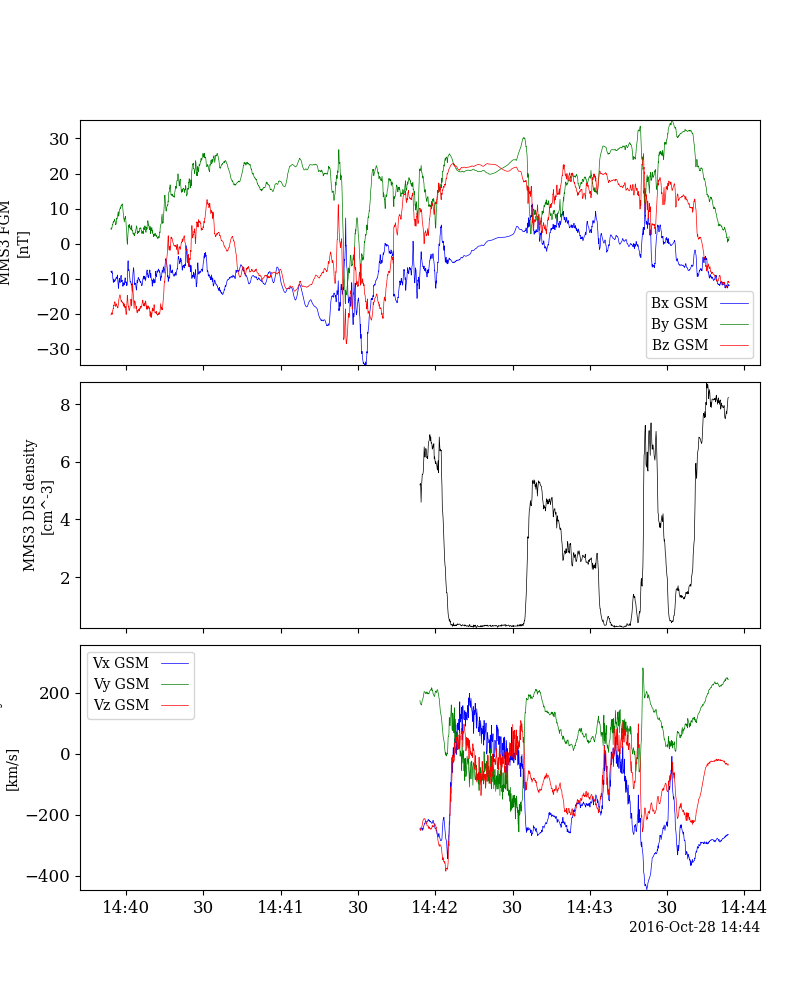 MMS3 FGM
[nT]
30
20
10
0
−10
−20
−30
Bx GSM
By GSM
Bz GSM
MMS3 DIS density
[cm^-3]
8
6
4
2
Vx GSM
Vy GSM
Vz GSM
[km/s]
200
0
−200
−400
14:40 30 14:41 30 14:42 30 14:43 30 14:44
2016-Oct-28 14:44